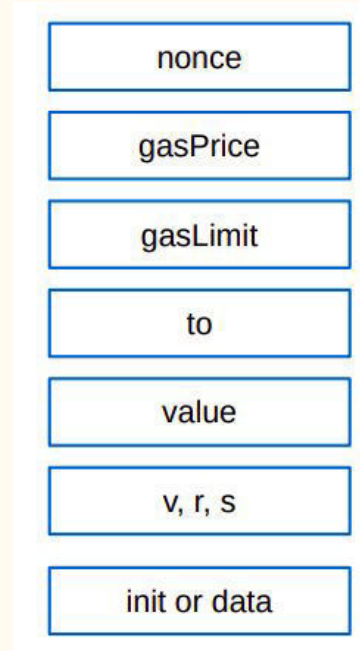 nonce
gasPrice
gasLimit
to
value
v, r, s
init or data